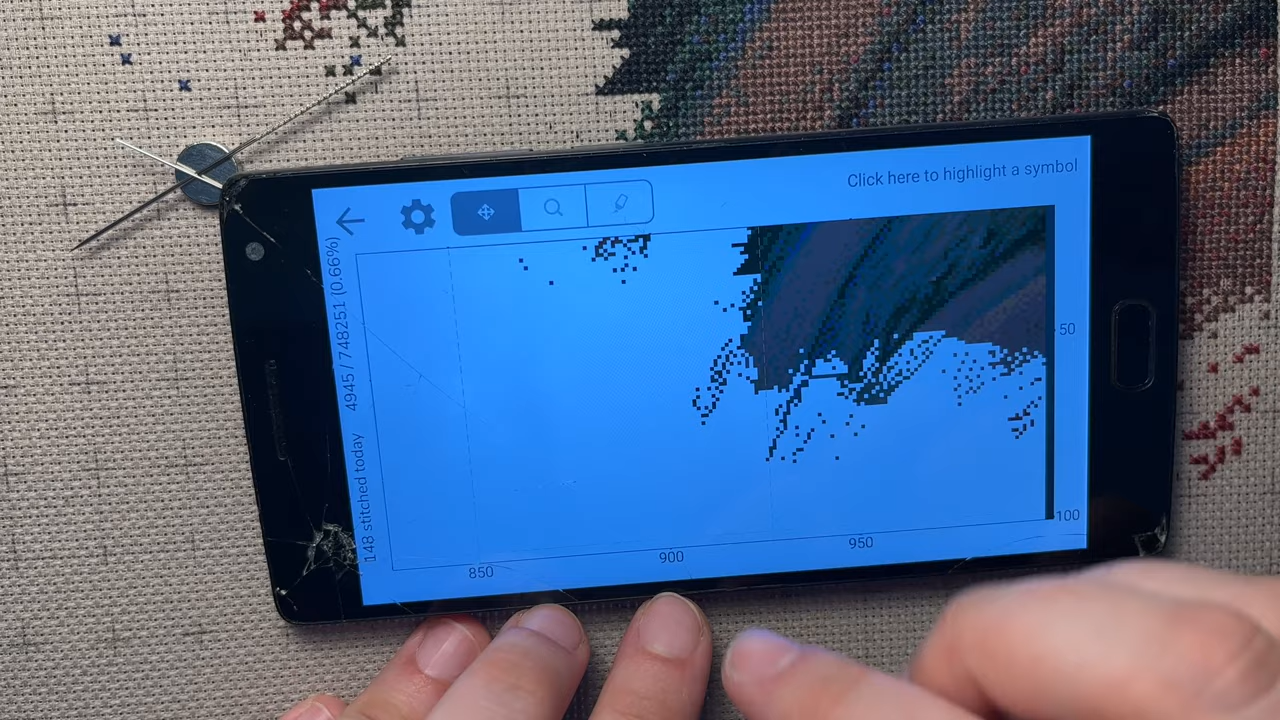 Click here to highlight a symbol
148 stitched today 4945 / 748251 (0.66%)
50
100
850
900
950